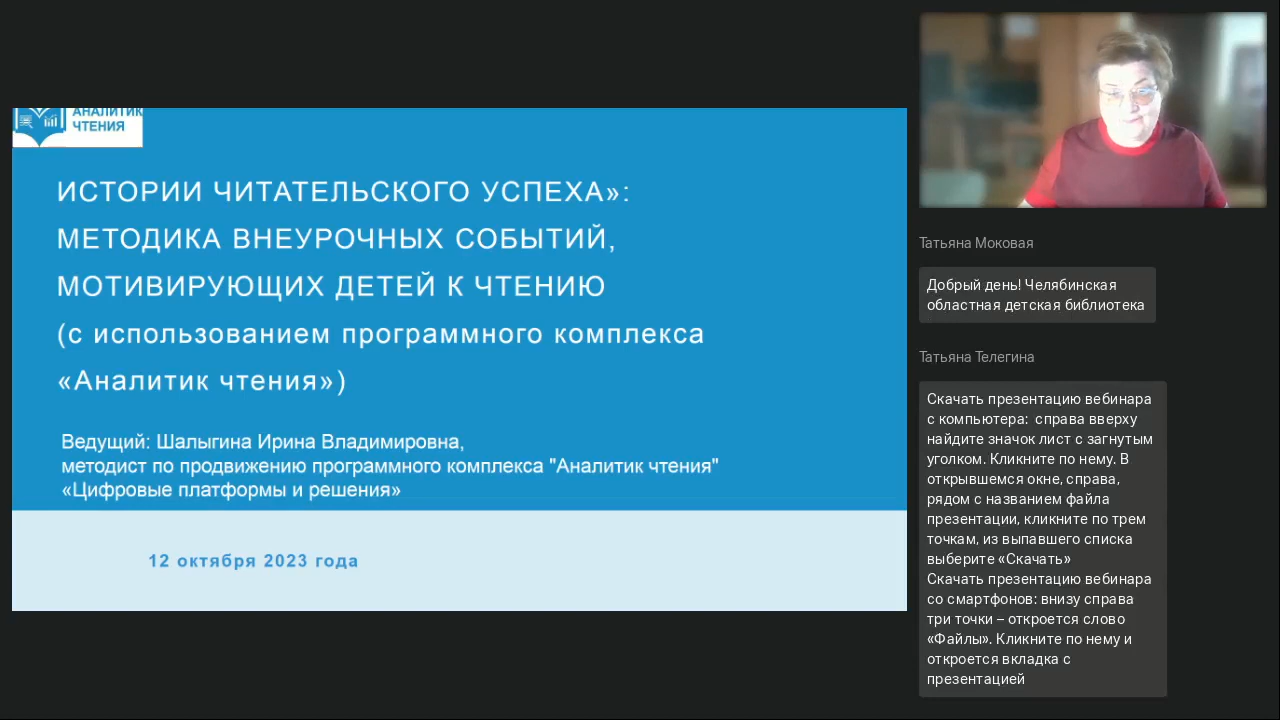 АНАЛИТИК
ЧТЕНИЯ
ИСТОРИИ ЧИТАТЕЛЬСКОГО УСПЕХА»:
МЕТОДИКА ВНЕУРОЧНЫХ СОБЫТИЙ,
МОТИВИРУЮЩИХ ДЕТЕЙ К ЧТЕНИЮ
(с использованием программного комплекса
«Аналитик чтения»)
Ведущий: Шалыгина Ирина Владимировна,
методист по продвижению программного комплекса "Аналитик чтения"
«Цифровые платформы и решения»
12 октября 2023 года
Татьяна Моковая
Добрый день! Челябинская
областная детская библиотека
Татьяна Телегина
Скачать презентацию вебинара
с компьютера: справа вверху
найдите значок лист с загнутым
уголком. Кликните по нему. В
открывшемся окне, справа,
рядом с названием файла
презентации, кликните по трем
точкам, из выпавшего списка
выберите «Скачать»
Скачать презентацию вебинара
со смартфонов: внизу справа
три точки – откроется слово
«Файлы». Кликните по нему и
откроется вкладка с
презентацией